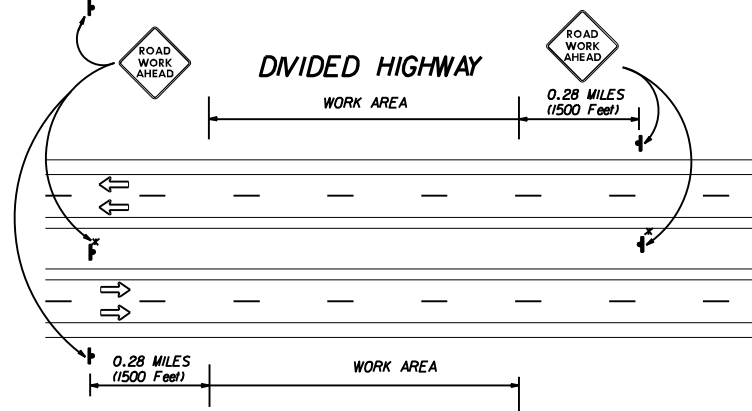 ROAD
WORK
AHEAD
DIVIDED HIGHWAY
ROAD
WORK
AHEAD
WORK AREA
0.28 MILES
(1500 Feet)
x
x
0.28 MILES
(1500 Feet)
WORK AREA